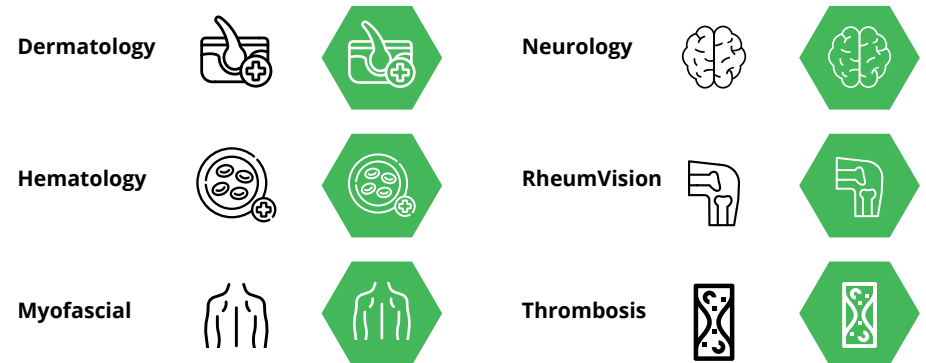 Dermatology
Neurology
Hematology
RheumVision
Myofascial
Thrombosis